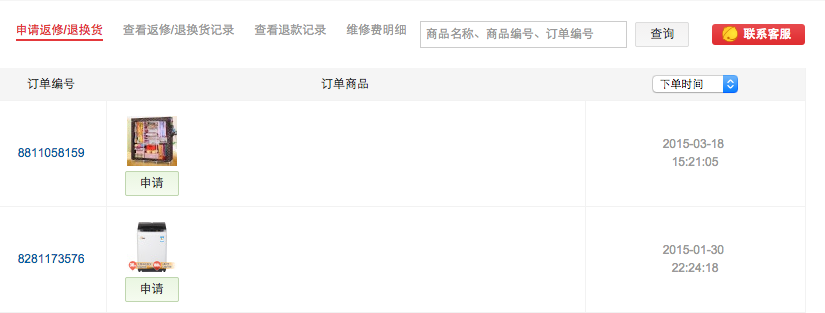 申请返修/退换货 查看返修/退换货记录 查看退款记录 维修费明细 商品名称、商品编号、订单编号 查询 联系客服
订单编号 订单商品 下单时间
8811058159 2015-03-18
15:21:05
申请
8281173576 2015-01-30
22:24:18
申请